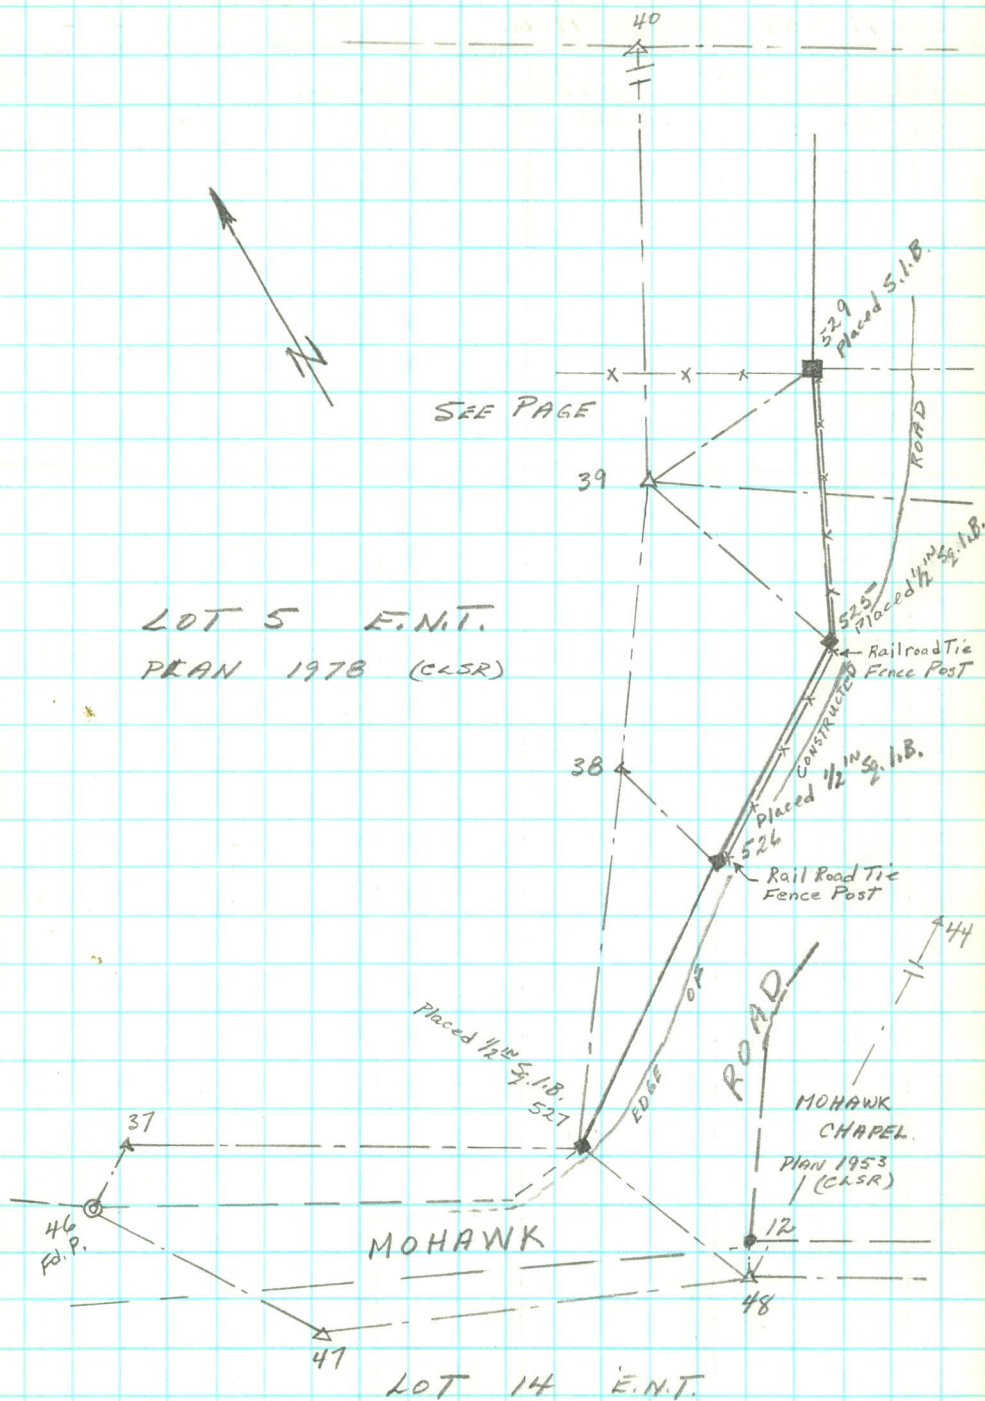 40
N
529
Placed S.I.B.
SEE PAGE
ROAD
39
525
Placed 1/2 IN Sq. I.B.
LOT 5 E.N.T.
PLAN 1978 (CLSR)
Railroad Tie
Fence Post
CONSTRUCTED
38
Placed 1/2 IN Sq. I.B.
526
Rail Road Tie
Fence Post
44
OF
ROAD
Placed 1/2 IN
Sq. I.B.
527
EDGE
MOHAWK
CHAPEL.
PLAN 1953
(CLSR)
37
46
Fd. P.
MOHAWK
12
48
47
LOT 14 E.N.T.